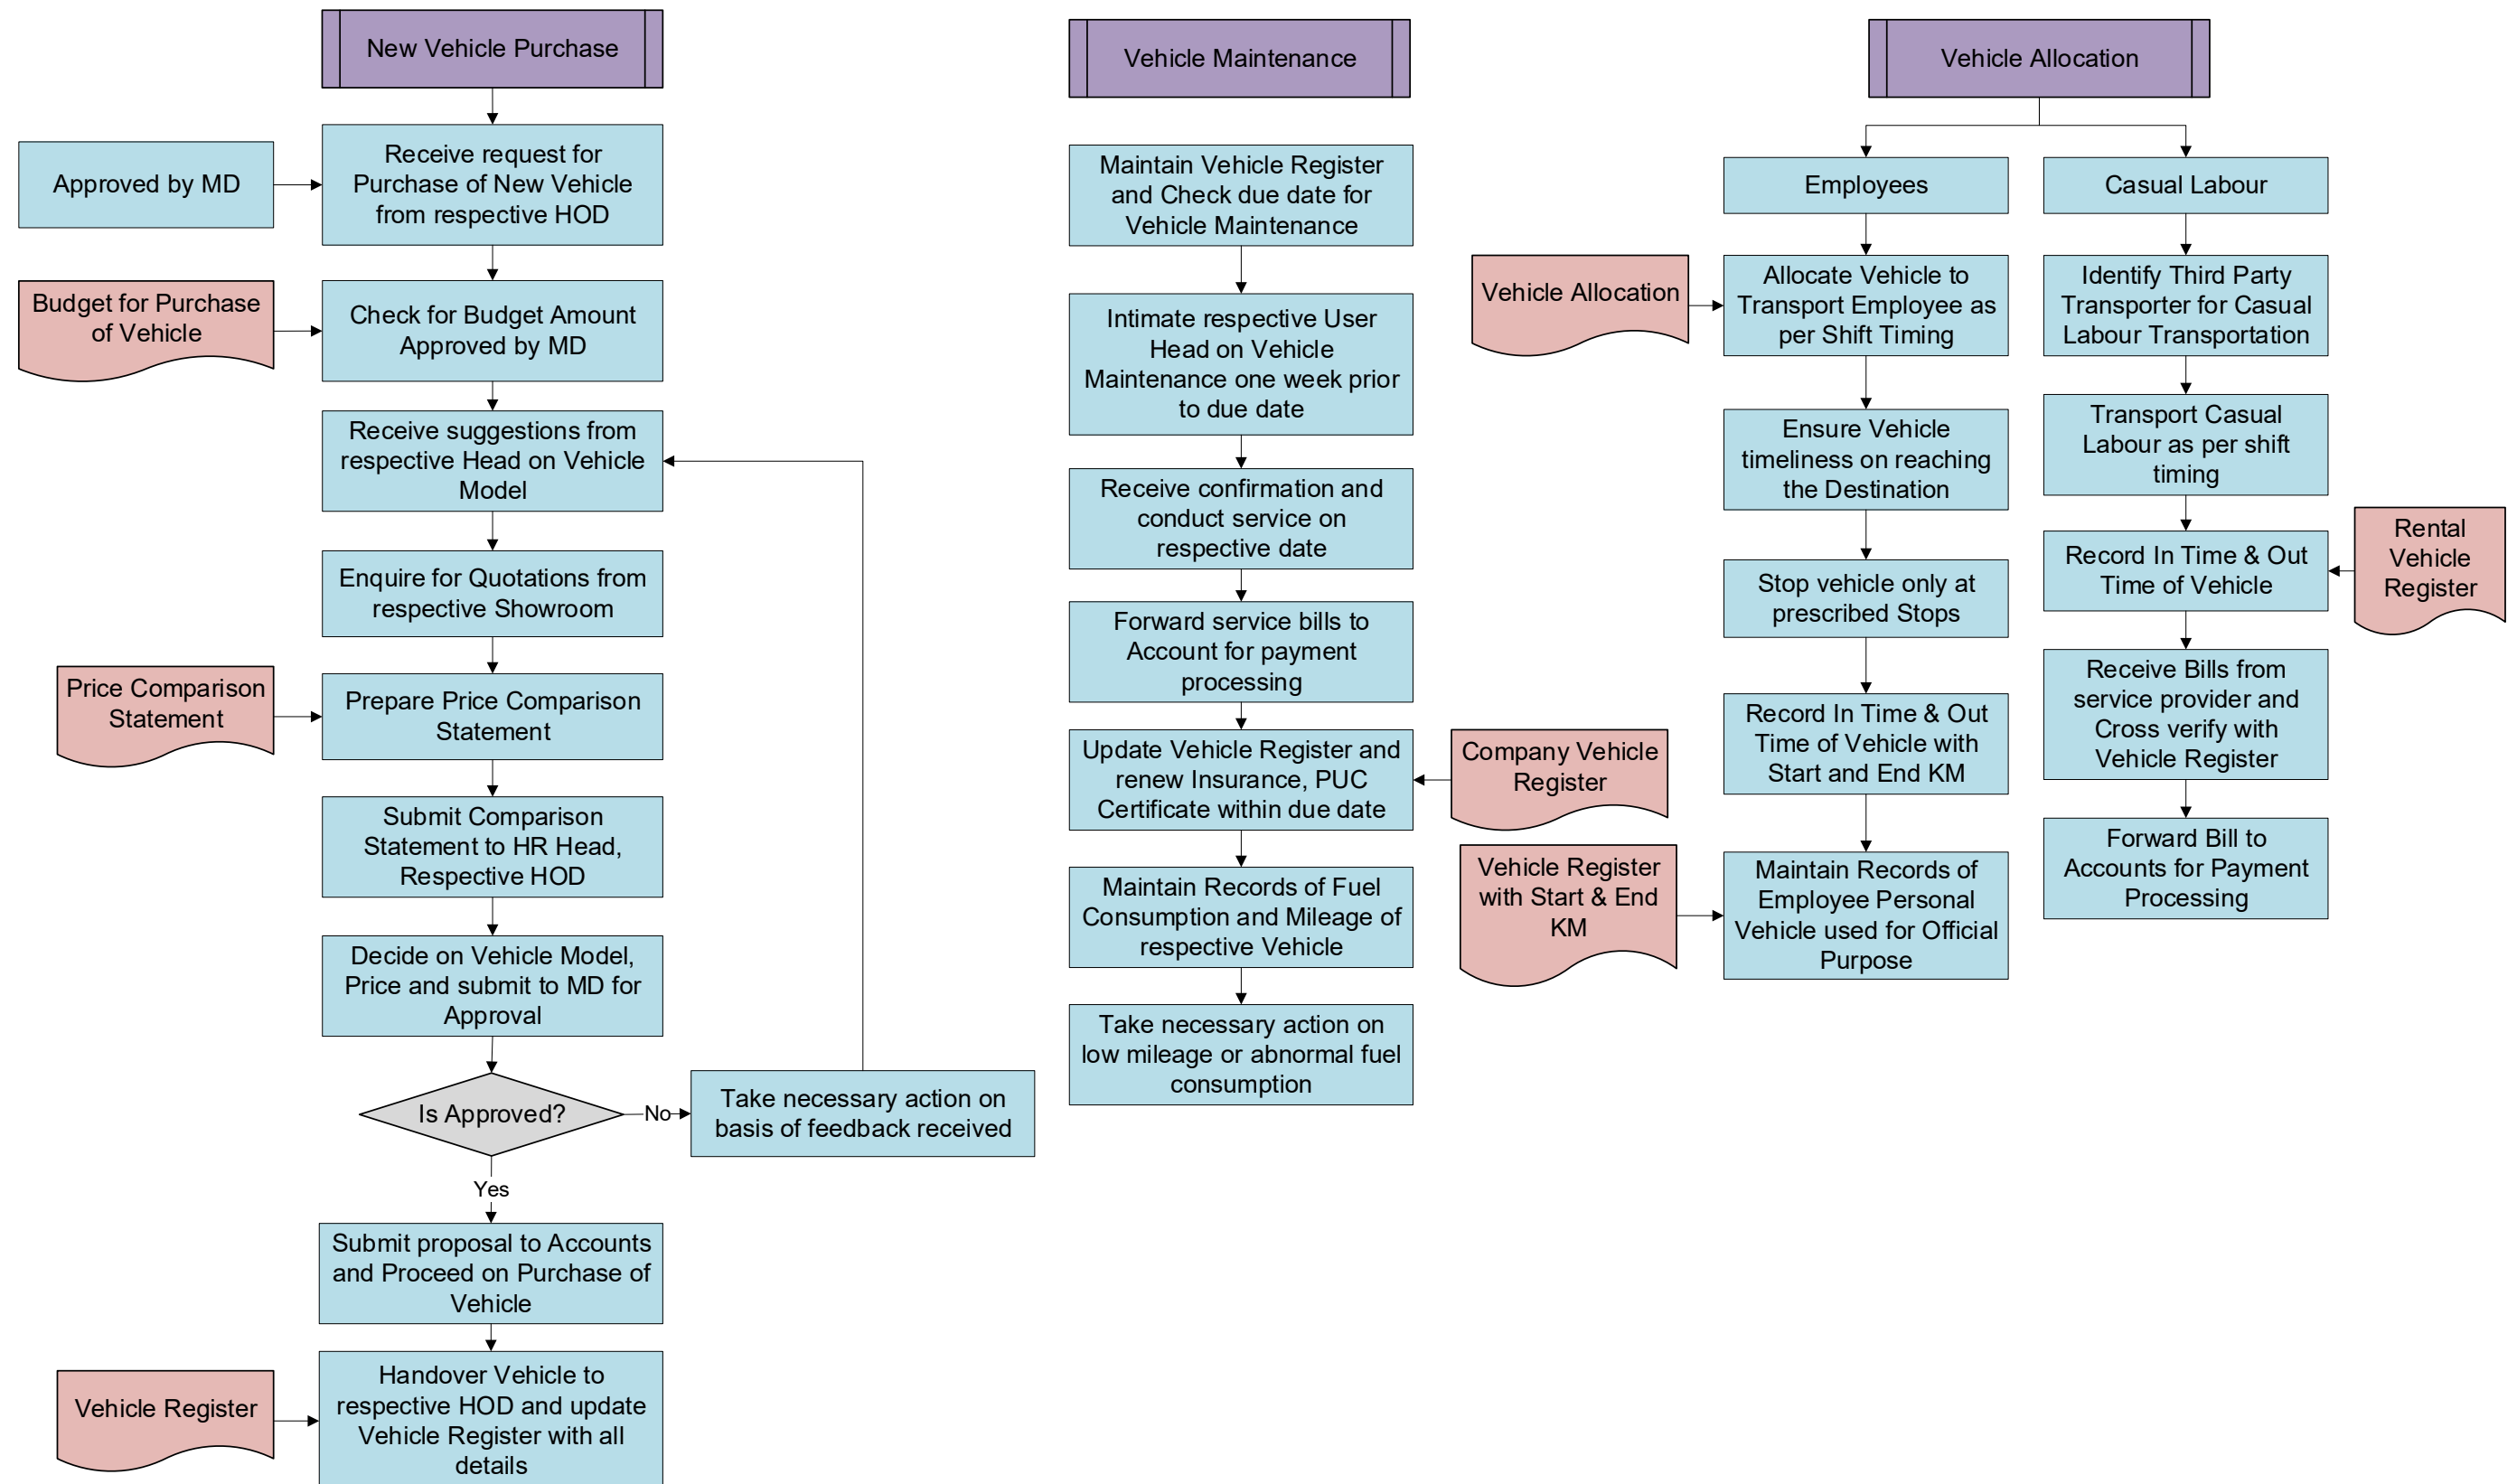 New Vehicle Purchase
Approved by MD
Receive request for
Purchase of New Vehicle
from respective HOD
Budget for Purchase
of Vehicle
Check for Budget Amount
Approved by MD
Receive suggestions from
respective Head on Vehicle
Model
Enquire for Quotations from
respective Showroom
Price Comparison
Statement
Prepare Price Comparison
Statement
Submit Comparison
Statement to HR Head,
Respective HOD
Decide on Vehicle Model,
Price and submit to MD for
Approval
Is Approved?
No
Take necessary action on
basis of feedback received
Yes
Submit proposal to Accounts
and Proceed on Purchase of
Vehicle
Vehicle Register
Handover Vehicle to
respective HOD and update
Vehicle Register with all
details
Vehicle Maintenance
Maintain Vehicle Register
and Check due date for
Vehicle Maintenance
Intimate respective User
Head on Vehicle
Maintenance one week prior
to due date
Receive confirmation and
conduct service on
respective date
Forward service bills to
Account for payment
processing
Update Vehicle Register and
renew Insurance, PUC
Certificate within due date
Company Vehicle
Register
Maintain Records of Fuel
Consumption and Mileage of
respective Vehicle
Take necessary action on
low mileage or abnormal fuel
consumption
Vehicle Allocation
Employees
Vehicle Allocation
Allocate Vehicle to
Transport Employee as
per Shift Timing
Ensure Vehicle
timeliness on reaching
the Destination
Stop vehicle only at
prescribed Stops
Record In Time & Out
Time of Vehicle with
Start and End KM
Vehicle Register
with Start & End
KM
Maintain Records of
Employee Personal
Vehicle used for Official
Purpose
Casual Labour
Identify Third Party
Transporter for Casual
Labour Transportation
Transport Casual
Labour as per shift
timing
Record In Time & Out
Time of Vehicle
Rental
Vehicle
Register
Receive Bills from
service provider and
Cross verify with
Vehicle Register
Forward Bill to
Accounts for Payment
Processing